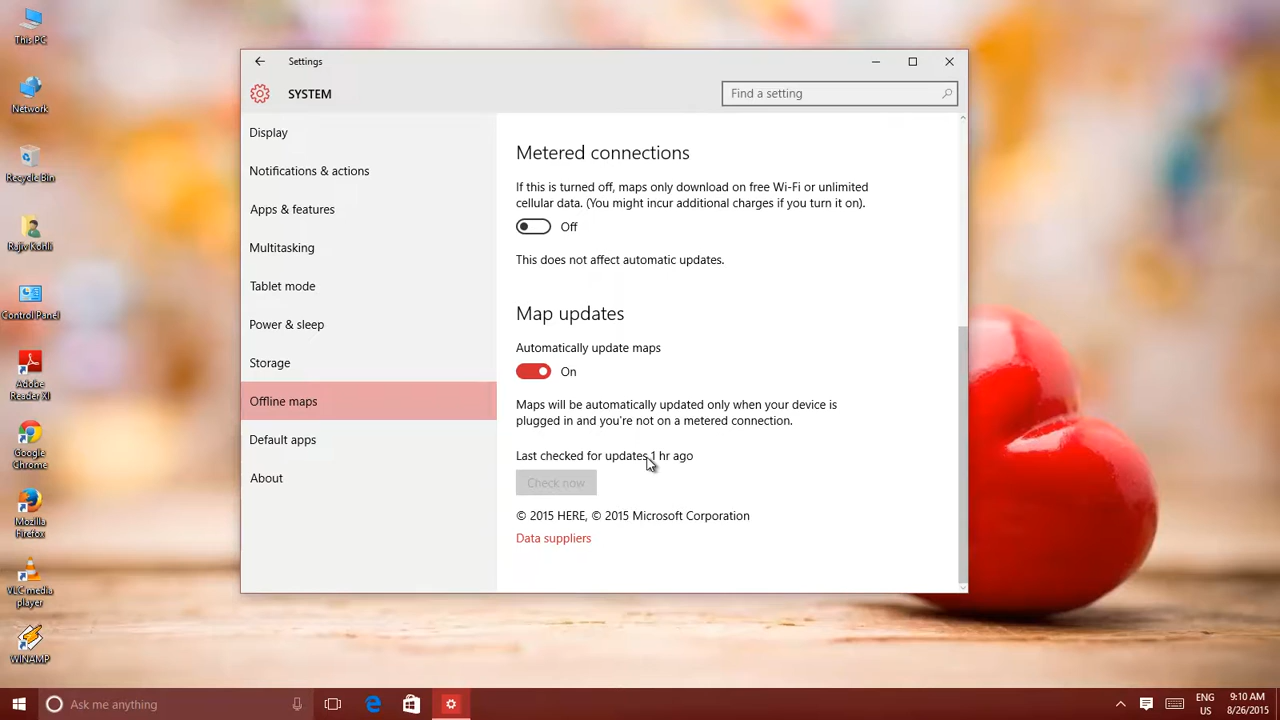 This PC
Network
Recycle Bin
Rajiv Kohli
Control Panel
Adobe
Reader XI
Google
Chrome
Mozilla
Firefox
VLC media
player
WINAMP
Settings
SYSTEM
Find a setting
Display
Notifications & actions
Apps & features
Multitasking
Tablet mode
Power & sleep
Storage
Offline maps
Default apps
About
Metered connections
If this is turned off, maps only download on free Wi-Fi or unlimited
cellular data. (You might incur additional charges if you turn it on).
Off
This does not affect automatic updates.
Map updates
Automatically update maps
On
Maps will be automatically updated only when your device is
plugged in and you're not on a metered connection.
Last checked for updates 1 hr ago
Check now
© 2015 HERE, © 2015 Microsoft Corporation
Data suppliers
Ask me anything
ENG
US
9:10 AM
8/26/2015